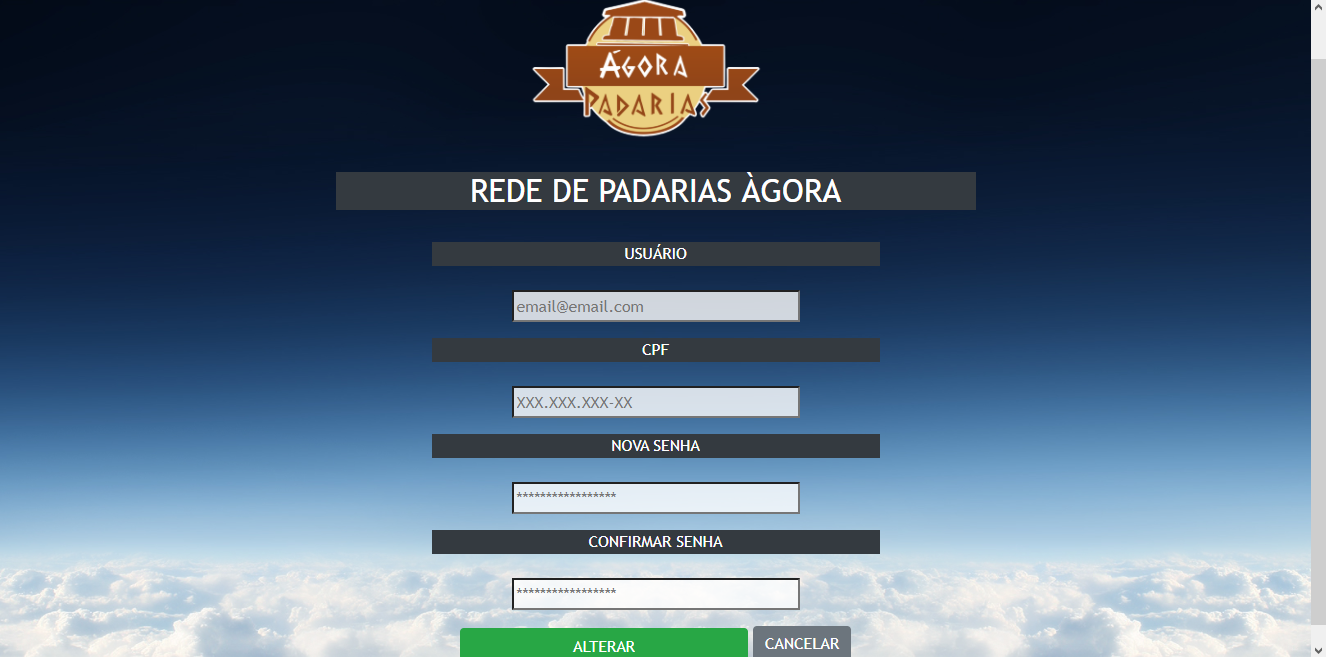 ÁGORA
PADARIAS
REDE DE PADARIAS ÀGORA
USUÁRIO
email@email.com
CPF
XXX.XXX.XXX-XX
NOVA SENHA
*****************
CONFIRMAR SENHA
*****************
ALTERAR CANCELAR